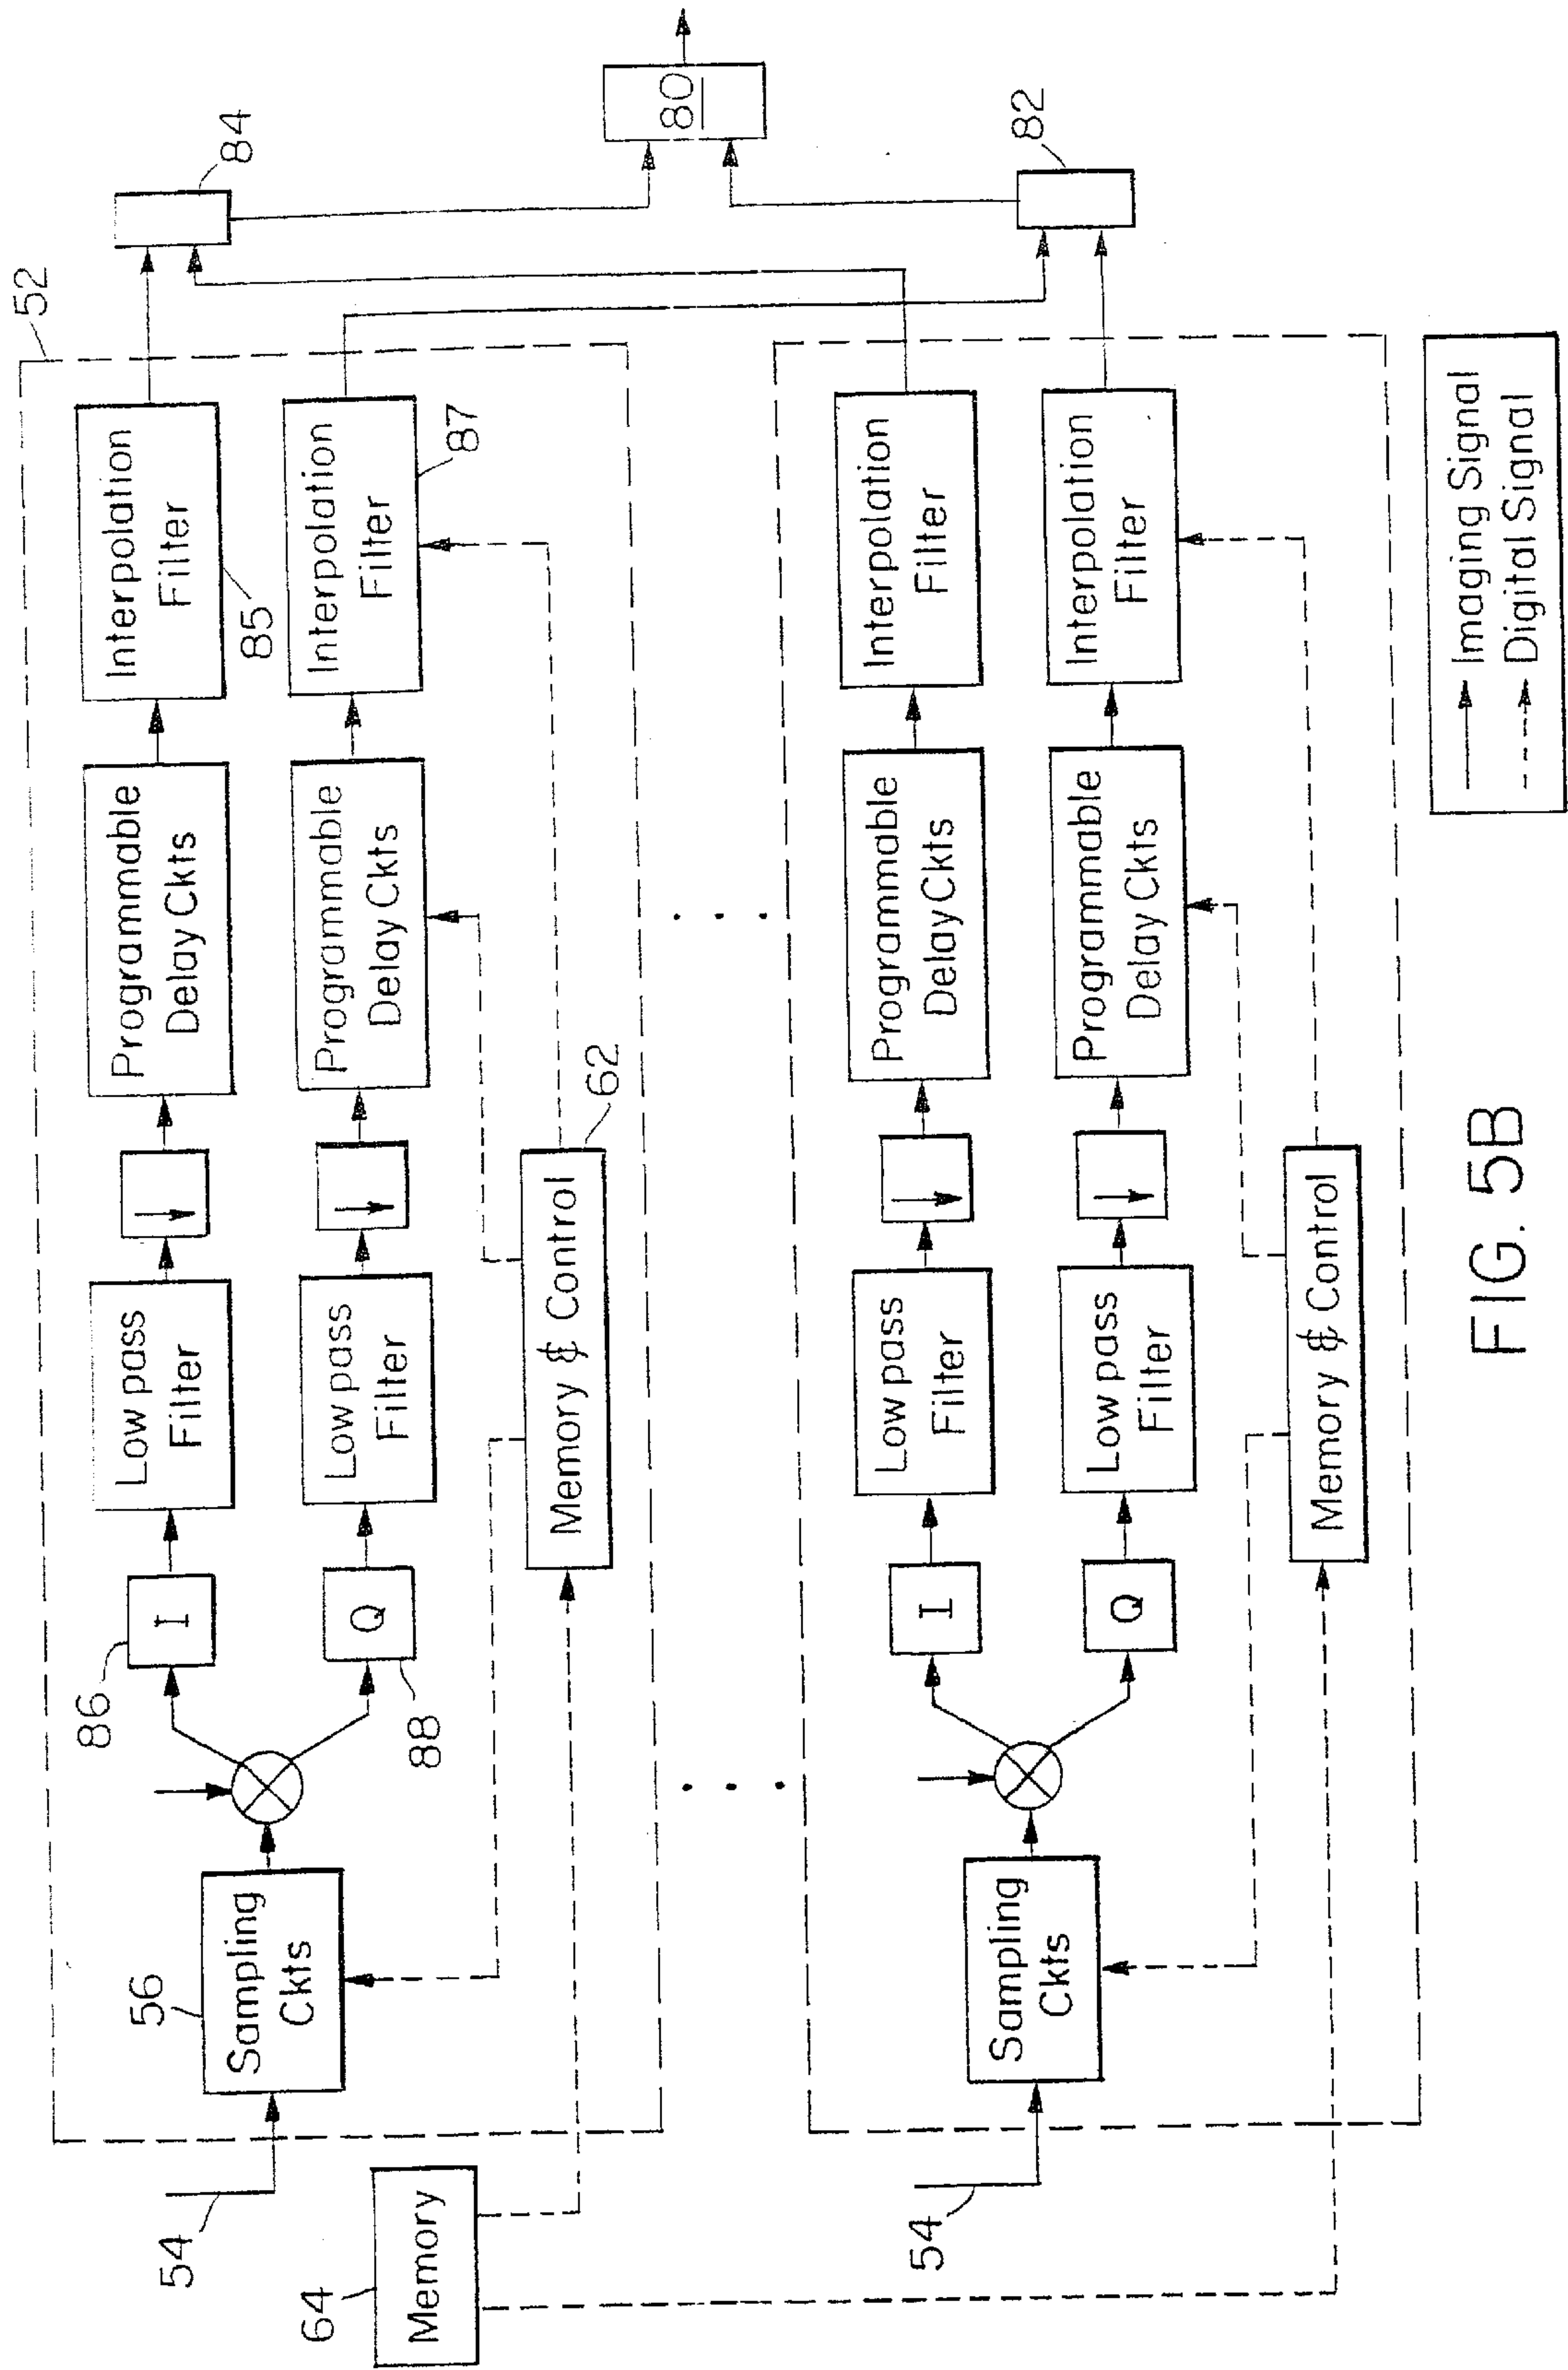 52
54
56
Sampling
Ckts
86
I
88
Q
Low pass
Filter
Low pass
Filter
Programmable
Delay Ckts
Programmable
Delay Ckts
Interpolation
Filter
85
Interpolation
Filter
87
84
80
82
Memory & Control
62
64
Memory
54
Sampling
Ckts
I
Q
Low pass
Filter
Low pass
Filter
Programmable
Delay Ckts
Programmable
Delay Ckts
Interpolation
Filter
Interpolation
Filter
Memory & Control
Imaging Signal
Digital Signal
FIG. 5B